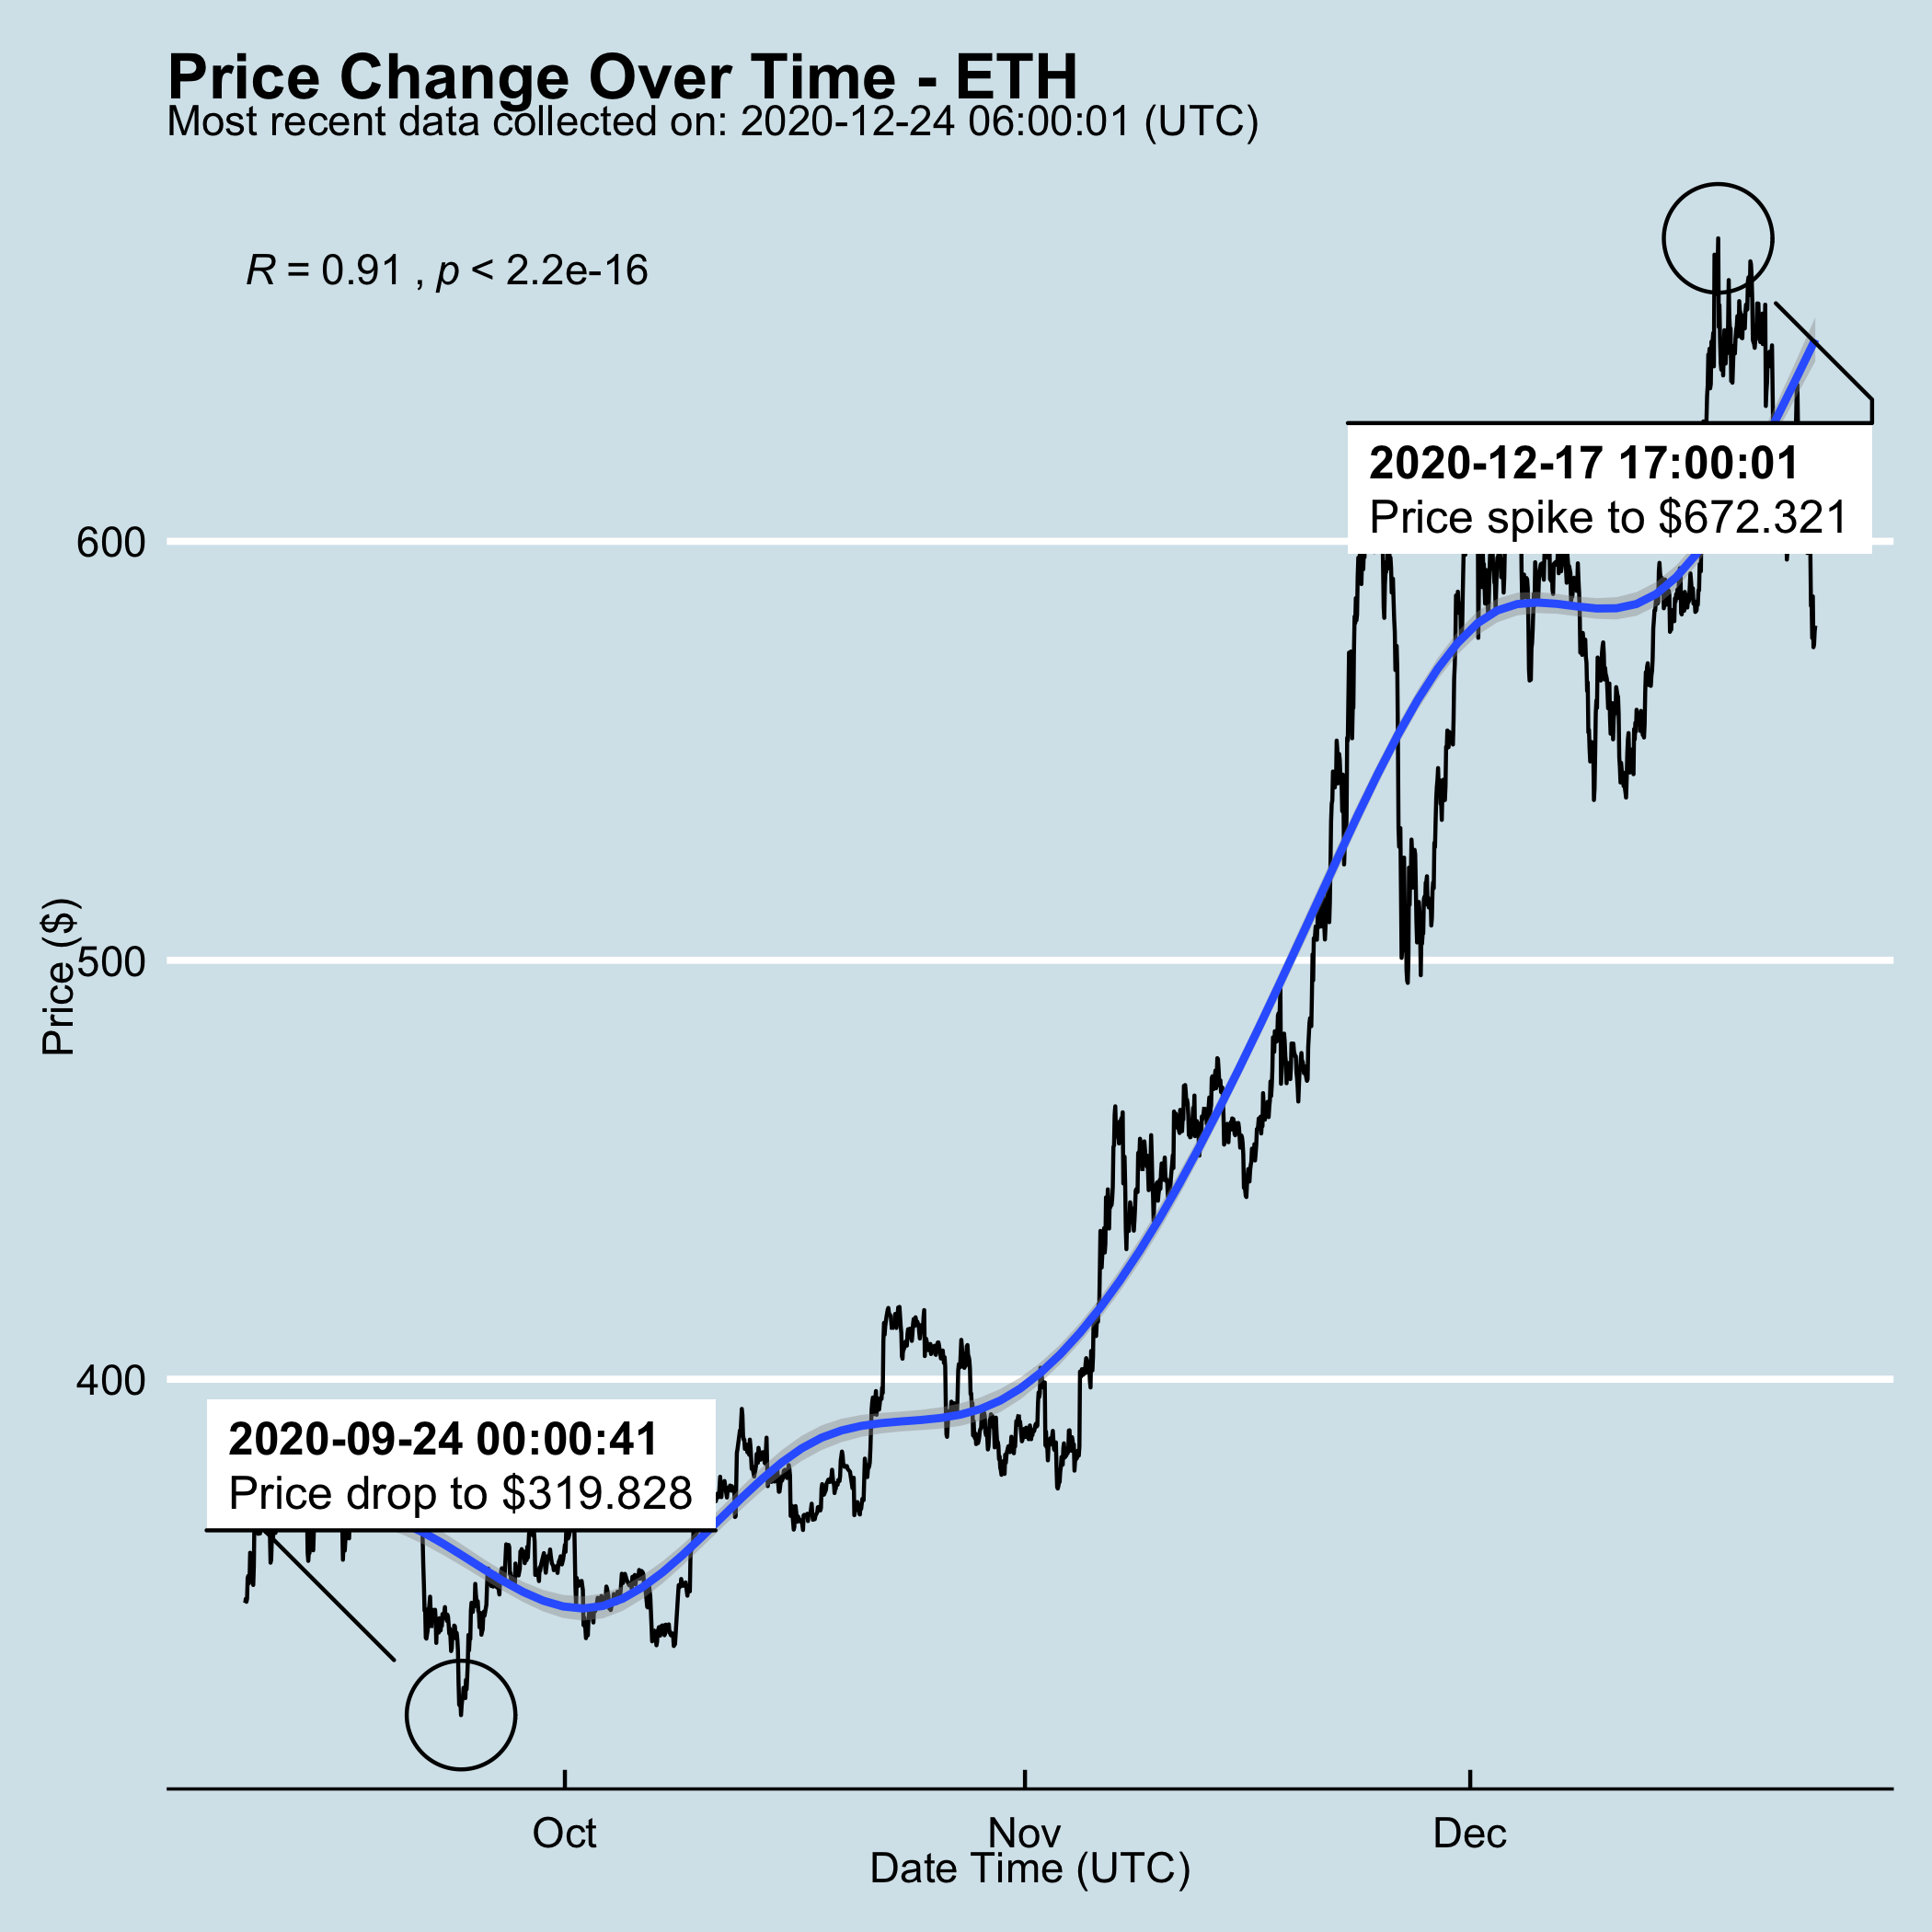 Price Change Over Time - ETH
Most recent data collected on: 2020-12-24 06:00:01 (UTC)
R = 0.91 , p < 2.2e-16
2020-12-17 17:00:01
Price spike to $672.321
600
500
400
Price ($)
2020-09-24 00:00:41
Price drop to $319.828
Oct
Nov
Dec
Date Time (UTC)